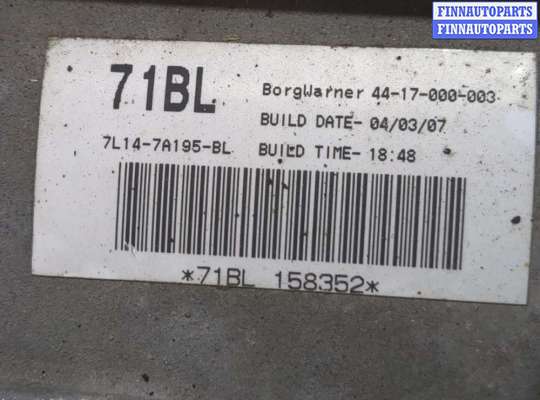 FINNAUTOPARTS
FINNAUTOPARTS
71BL
BorgWarner 44-17-000-003
BUILD DATE- 04/03/07
7L14-7A195-BL BUILD TIME- 18:48
*71BL 158352*